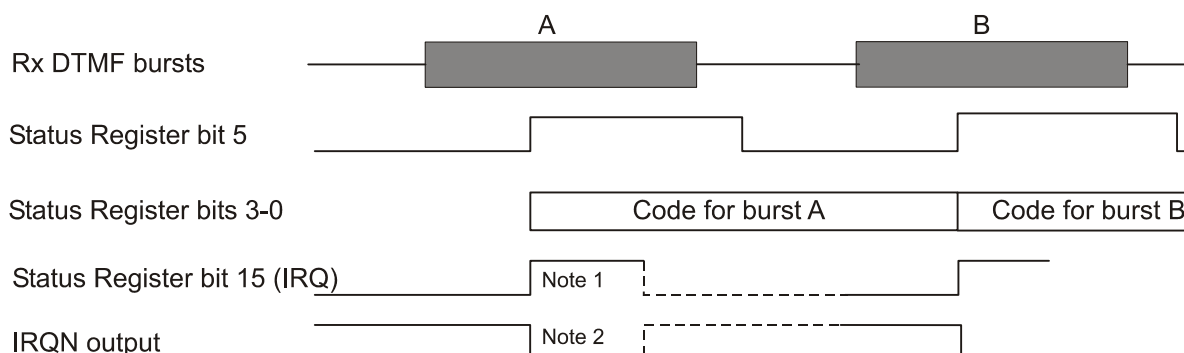 A
B
Rx DTMF bursts
Status Register bit 5
Status Register bits 3-0
Code for burst A
Code for burst B
Status Register bit 15 (IRQ)
Note 1
IRQN output
Note 2